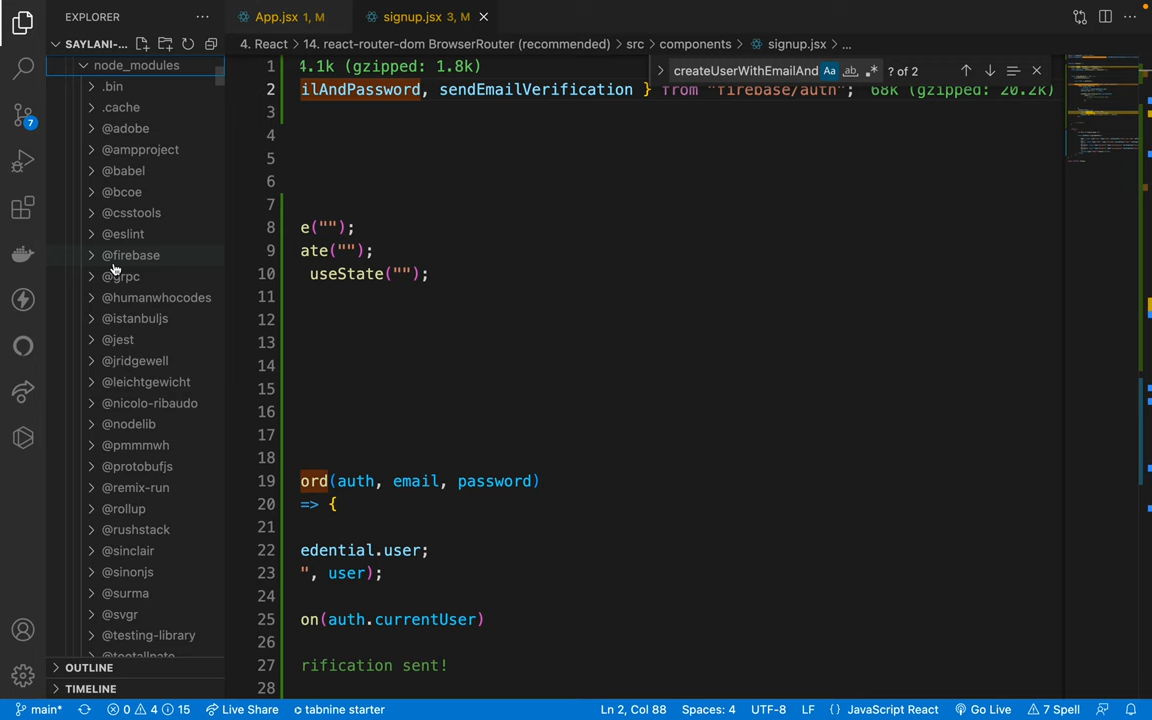 EXPLORER
App.jsx 1, M
signup.jsx 3, M
SAYLANI-...
4. React > 14. react-router-dom BrowserRouter (recommended) > src > components > signup.jsx > ...
node_modules
.bin
.cache
@adobe
@ampproject
@babel
@bcoe
@csstools
@eslint
@firebase
@grpc
@humanwhocodes
@istanbuljs
@jest
@jridgewell
@leichtgewicht
@nicolo-ribaudo
@nodelib
@pmmmwh
@protobufjs
@remix-run
@rollup
@rushstack
@sinclair
@sinonjs
@surma
@svgr
@testing-library
@tootallnate
OUTLINE
TIMELINE
createUserWithEmailAnd Aa ab .* ? of 2
1 4.1k (gzipped: 1.8k)
2 ilAndPassword, sendEmailVerification } from "firebase/auth"; 68k (gzipped: 20.2k)
3
4
5
6
7
8 e("");
9 ate("");
10 useState("");
11
12
13
14
15
16
17
18
19 ord(auth, email, password)
20 => {
21
22 edential.user;
23 ", user);
24
25 on(auth.currentUser)
26
27 rification sent!
28
7
main* 0 4 15 Live Share tabnine starter Ln 2, Col 88 Spaces: 4 UTF-8 LF {} JavaScript React Go Live 7 Spell